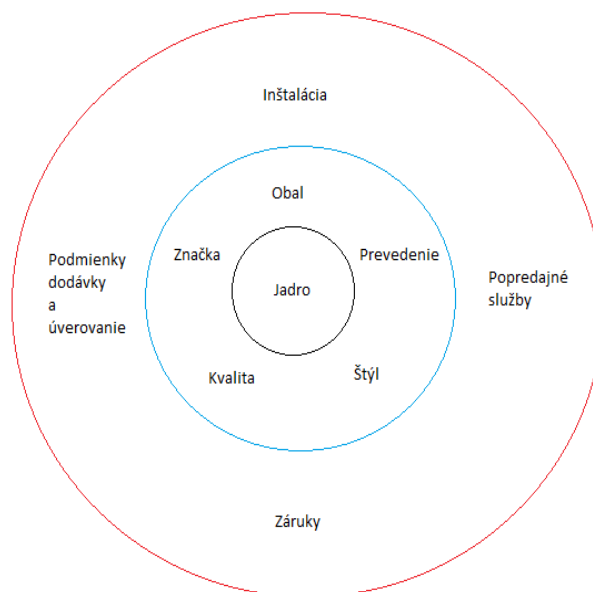 Inštalácia
Obal
Značka
Prevedenie
Podmienky
dodávky
a
úverovanie
Jadro
Popredajné
služby
Kvalita
Štýl
Záruky